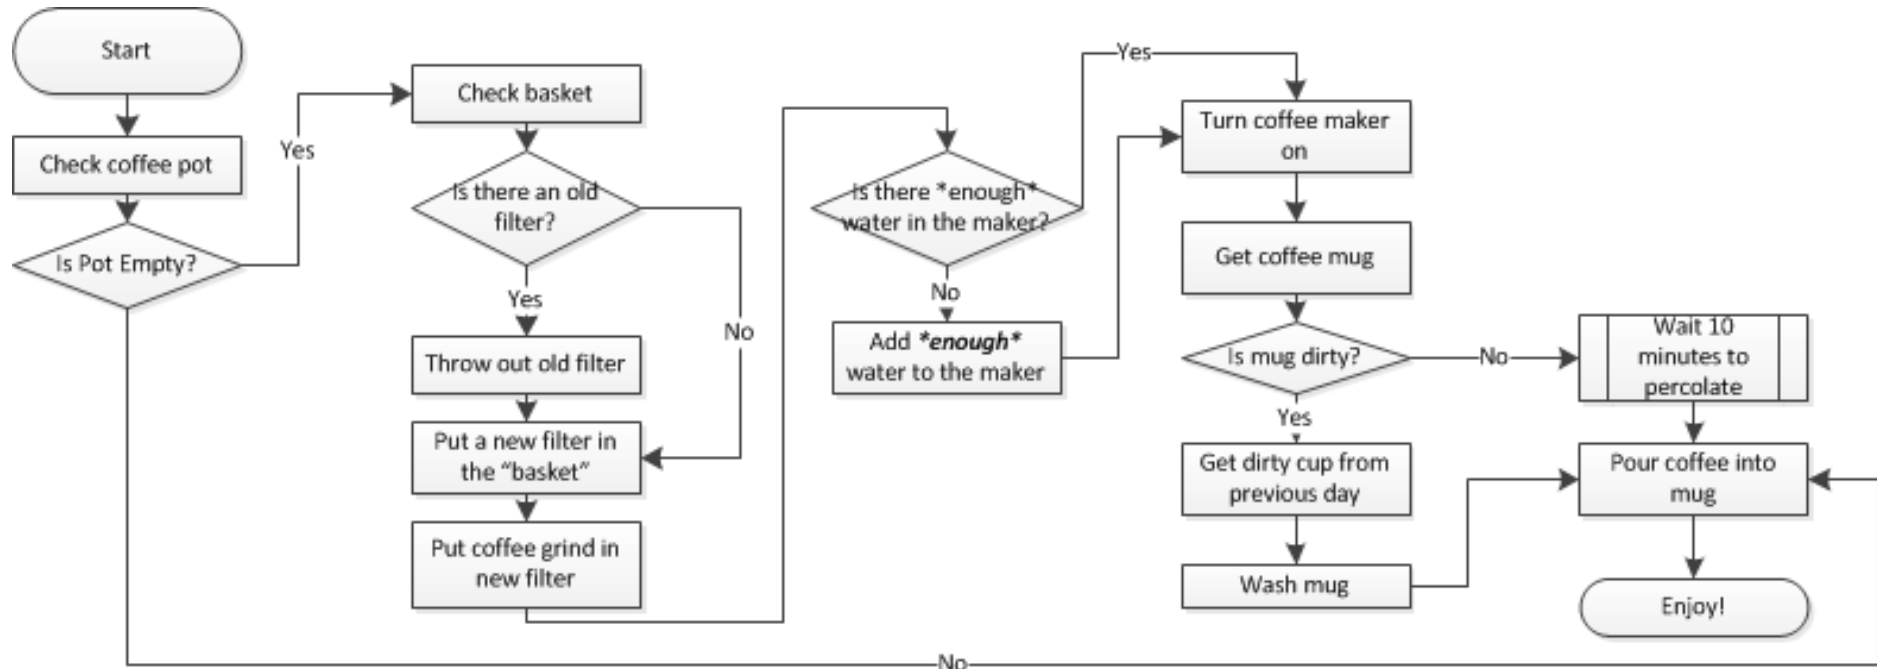 Start
Check coffee pot
Is Pot Empty?
Yes
Check basket
Is there an old
filter?
Yes
No
Throw out old filter
Put a new filter in
the “basket”
Put coffee grind in
new filter
Is there *enough*
water in the maker?
Yes
No
Add *enough*
water to the maker
Turn coffee maker
on
Get coffee mug
Is mug dirty?
No
Yes
Get dirty cup from
previous day
Wash mug
Wait 10
minutes to
percolate
Pour coffee into
mug
Enjoy!
No